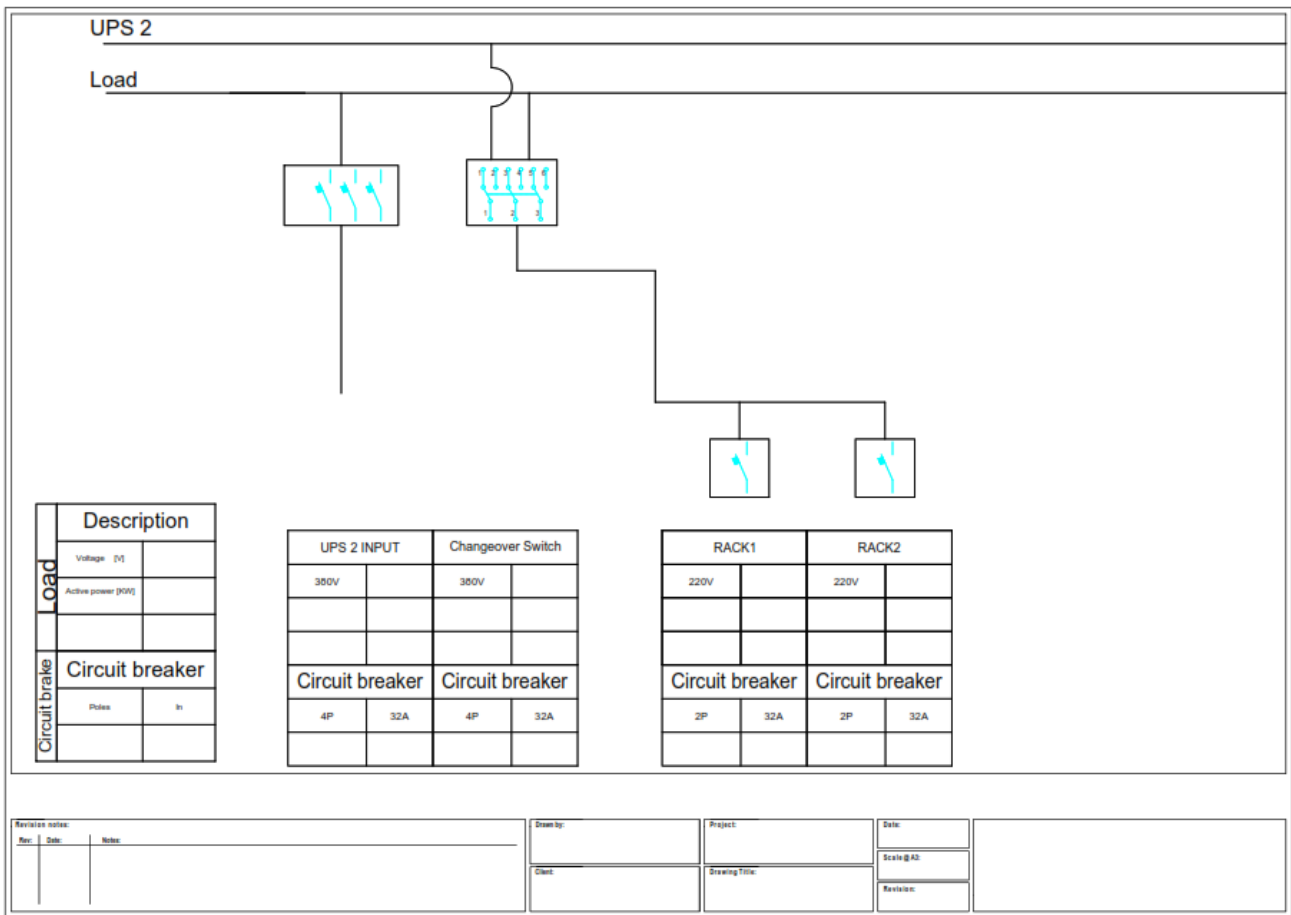 UPS 2
Load
1 2 3 4 5 6
1 2 3
Load
Description
Voltage [V]
Active power [KW]
Circuit brake
Circuit breaker
Poles In
UPS 2 INPUT Changeover Switch
380V 380V
Circuit breaker Circuit breaker
4P 32A 4P 32A
RACK1 RACK2
220V 220V
Circuit breaker Circuit breaker
2P 32A 2P 32A
Revision notes:
Rev: Date: Notes:
Drawn by:
Client:
Project:
Drawing Title:
Date:
Scale @ A3:
Revision: